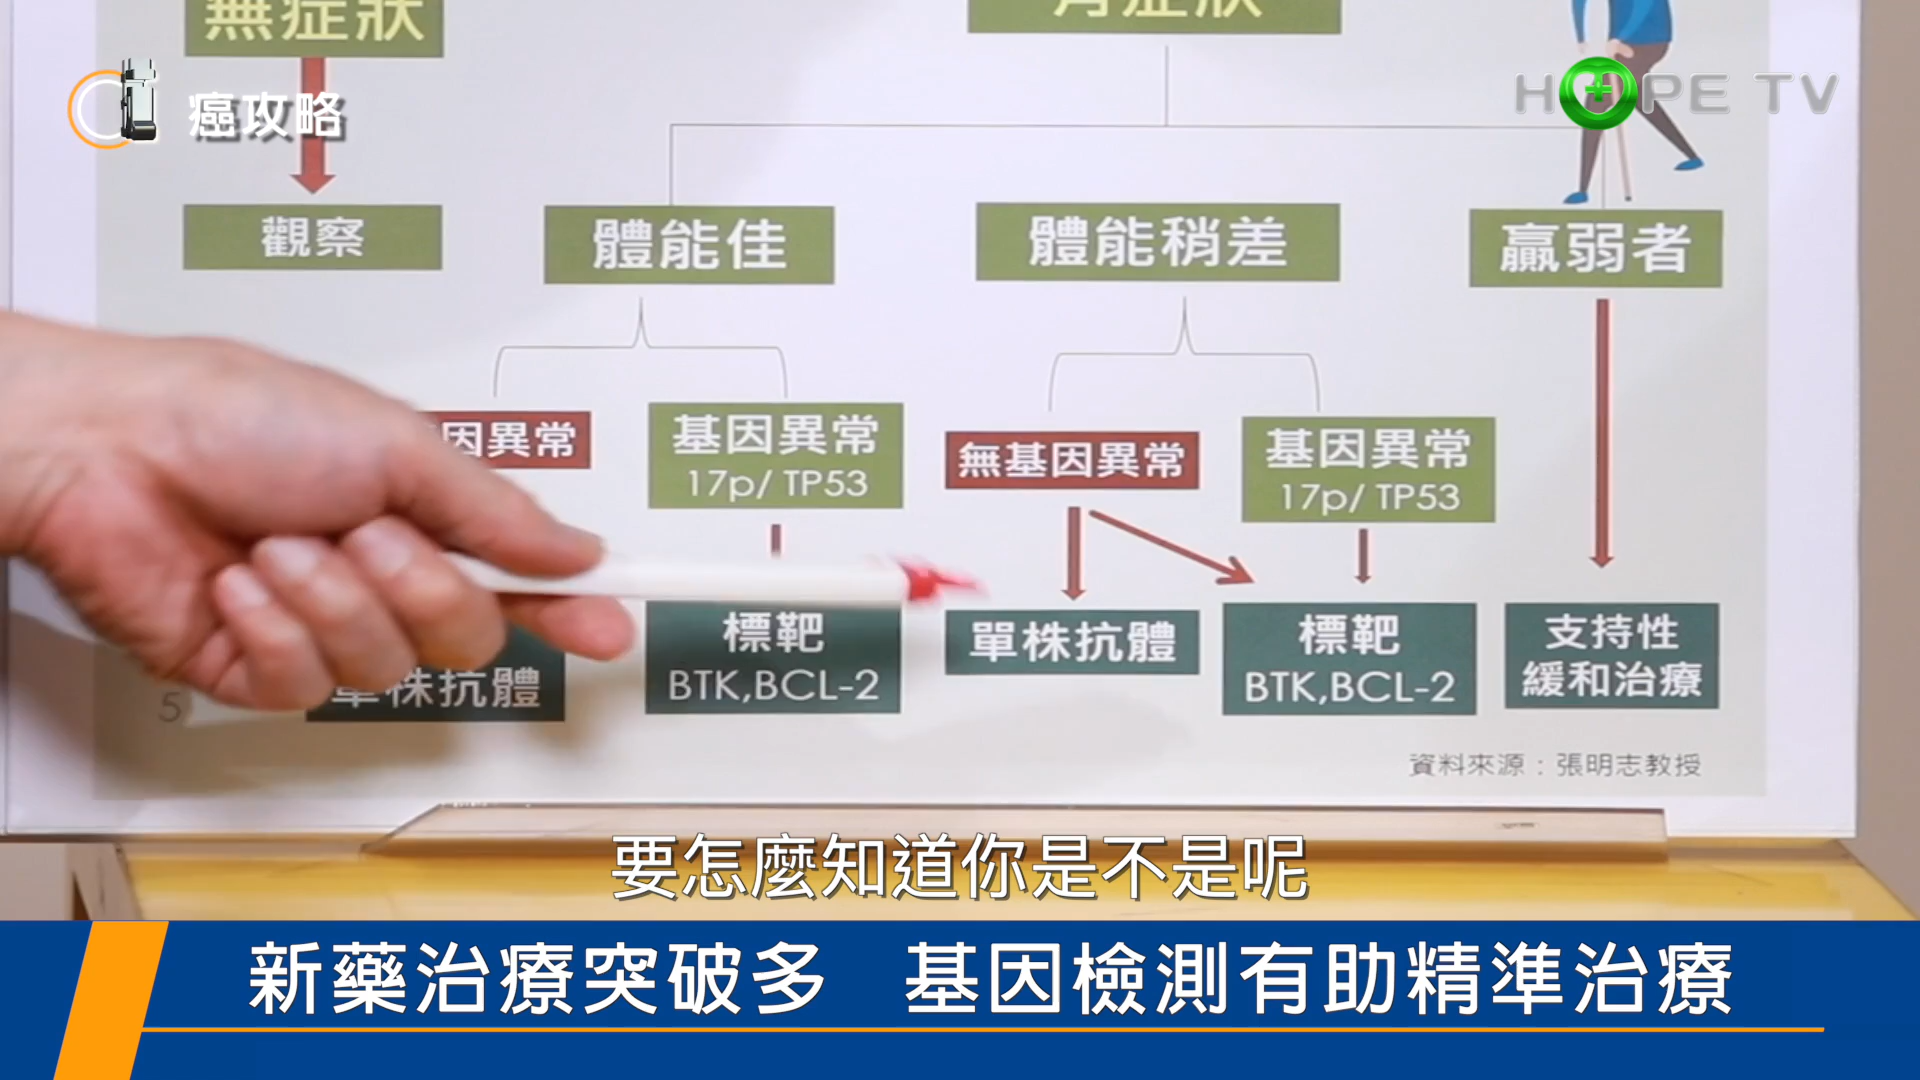 無症狀
有症狀
癌攻略
HOPE TV
觀察
體能佳
體能稍差
羸弱者
因異常
基因異常
17p/ TP53
無基因異常
基因異常
17p/ TP53
單株抗體
標靶
BTK,BCL-2
單株抗體
標靶
BTK,BCL-2
支持性
緩和治療
5
資料來源：張明志教授
要怎麼知道你是不是呢
新藥治療突破多 基因檢測有助精準治療